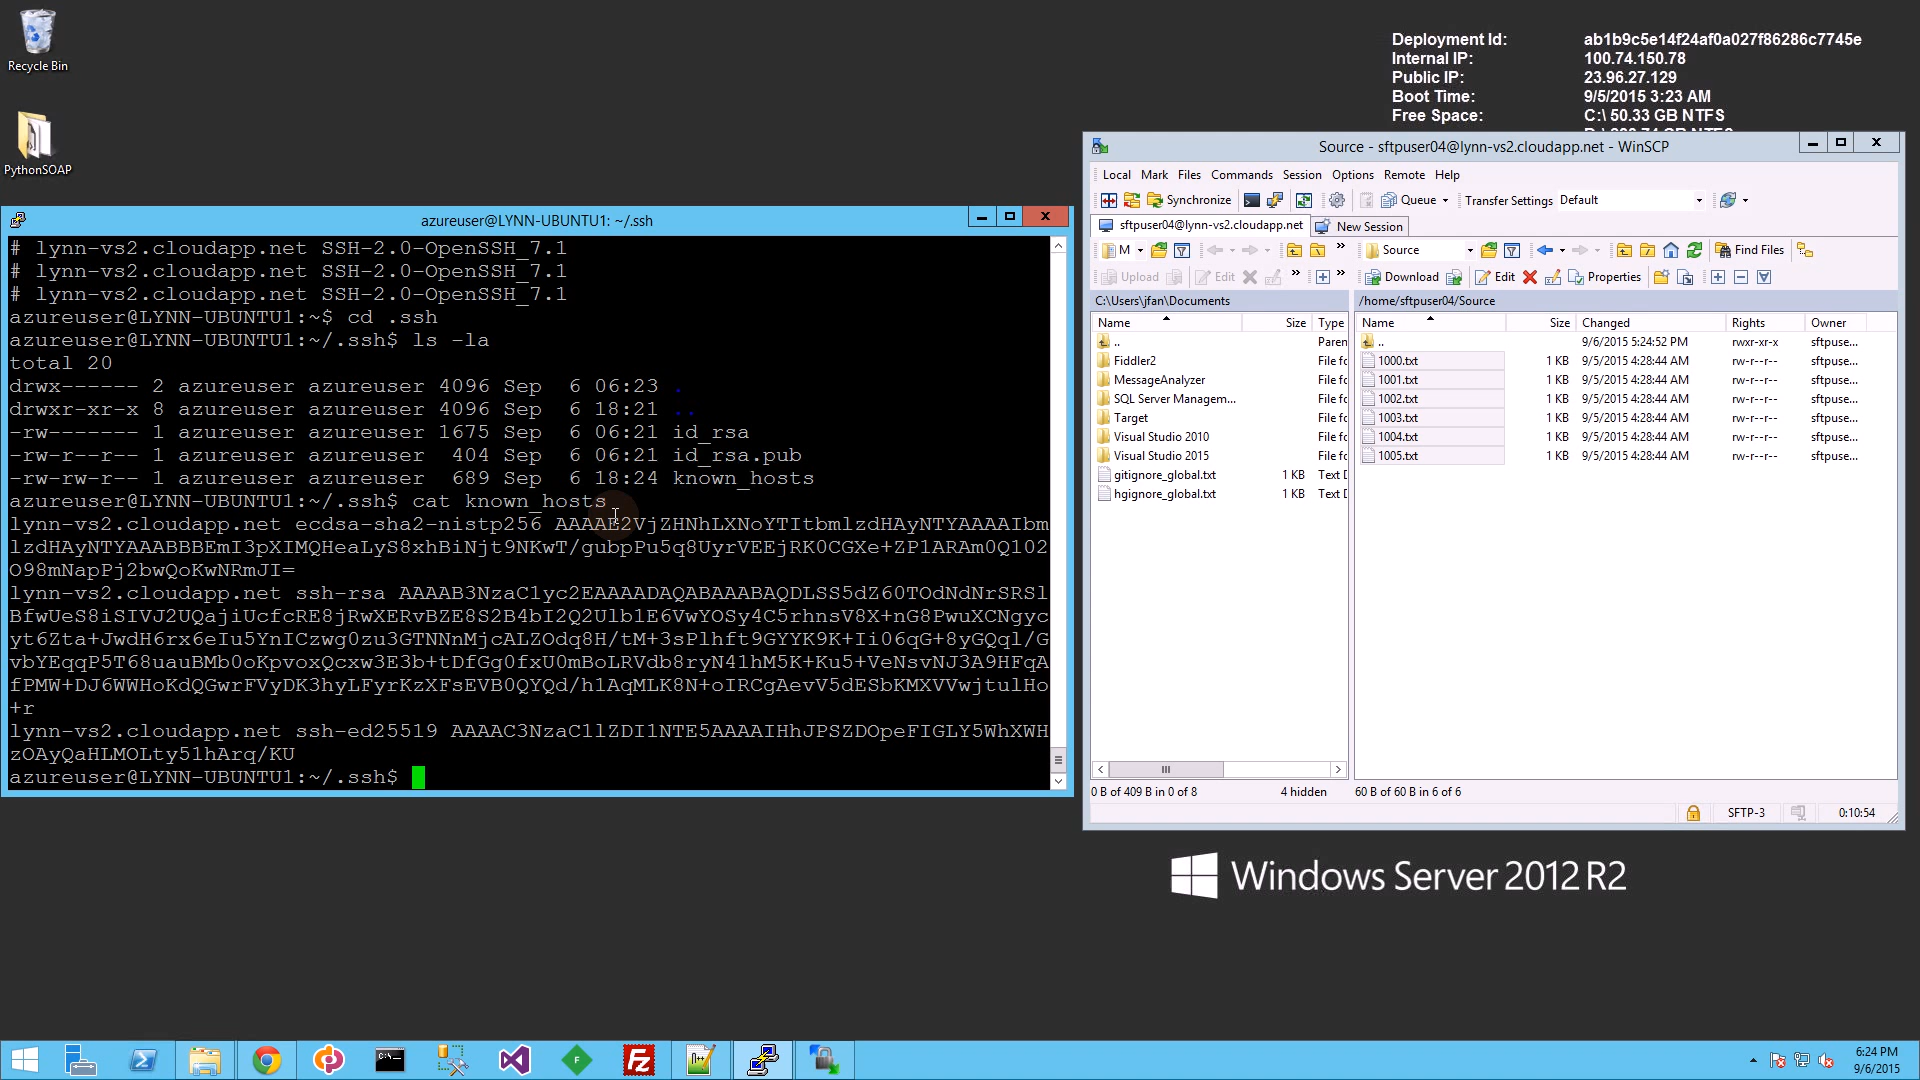 Recycle Bin
PythonSOAP
Deployment Id: ab1b9c5e14f24af0a027f86286c7745e
Internal IP: 100.74.150.78
Public IP: 23.96.27.129
Boot Time: 9/5/2015 3:23 AM
Free Space: C:\ 50.33 GB NTFS
azureuser@LYNN-UBUNTU1: ~/.ssh
# lynn-vs2.cloudapp.net SSH-2.0-OpenSSH_7.1
# lynn-vs2.cloudapp.net SSH-2.0-OpenSSH_7.1
# lynn-vs2.cloudapp.net SSH-2.0-OpenSSH_7.1
azureuser@LYNN-UBUNTU1:~$ cd .ssh
azureuser@LYNN-UBUNTU1:~/.ssh$ ls -la
total 20
drwx------ 2 azureuser azureuser 4096 Sep  6 06:23 .
drwxr-xr-x 8 azureuser azureuser 4096 Sep  6 18:21 ..
-rw------- 1 azureuser azureuser 1675 Sep  6 06:21 id_rsa
-rw-r--r-- 1 azureuser azureuser  404 Sep  6 06:21 id_rsa.pub
-rw-rw-r-- 1 azureuser azureuser  689 Sep  6 18:24 known_hosts
azureuser@LYNN-UBUNTU1:~/.ssh$ cat known_hosts
lynn-vs2.cloudapp.net ecdsa-sha2-nistp256 AAAAE2VjZHNhLXNoYTItbmlzdHAyNTYAAAAIbm
lzdHAyNTYAAABBBEmI3pXIMQHeaLyS8xhBiNjt9NKwT/gubpPu5q8UyrVEEjRK0CGXe+ZP1ARAm0Q102
O98mNapPj2bwQoKwNRmJI=
lynn-vs2.cloudapp.net ssh-rsa AAAAB3NzaC1yc2EAAAADAQABAAABAQDLSS5dZ60TOdNdNrSRSl
BfwUeS8iSIVJ2UQajiUcfcRE8jRwXERvBZE8S2B4bI2Q2Ulb1E6VwYOSy4C5rhnsV8X+nG8PwuXCNgyc
yt6Zta+JwdH6rx6eIu5YnICzwg0zu3GTNNnMjcALZOdq8H/tM+3sPlhft9GYYK9K+Ii06qG+8yGQql/G
vbYEqqP5T68uauBMb0oKpvoxQcxw3E3b+tDfGg0fxU0mBoLRVdb8ryN41hM5K+Ku5+VeNsvNJ3A9HFqA
fPMW+DJ6WWHoKdQGwrFVyDK3hyLFyrKzXFsEVB0QYQd/h1AqMLK8N+oIRCgAevV5dESbKMXVVwjtulHo
+r
lynn-vs2.cloudapp.net ssh-ed25519 AAAAC3NzaC1lZDI1NTE5AAAAIHhJPSZDOpeFIGLY5WhXWH
zOAyQaHLMOLty51hArq/KU
azureuser@LYNN-UBUNTU1:~/.ssh$
Source - sftpuser04@lynn-vs2.cloudapp.net - WinSCP
Local Mark Files Commands Session Options Remote Help
Synchronize Queue Transfer Settings Default
sftpuser04@lynn-vs2.cloudapp.net New Session
M Source Find Files
Upload Edit Download Edit Properties
C:\Users\jfan\Documents
Name Size Type
.. Paren
Fiddler2 File fo
MessageAnalyzer File fo
SQL Server Managem... File fo
Target File fo
Visual Studio 2010 File fo
Visual Studio 2015 File fo
gitignore_global.txt 1 KB Text D
hgignore_global.txt 1 KB Text D
/home/sftpuser04/Source
Name Size Changed Rights Owner
.. 9/6/2015 5:24:52 PM rwxr-xr-x sftpuse...
1000.txt 1 KB 9/5/2015 4:28:44 AM rw-r--r-- sftpuse...
1001.txt 1 KB 9/5/2015 4:28:44 AM rw-r--r-- sftpuse...
1002.txt 1 KB 9/5/2015 4:28:44 AM rw-r--r-- sftpuse...
1003.txt 1 KB 9/5/2015 4:28:44 AM rw-r--r-- sftpuse...
1004.txt 1 KB 9/5/2015 4:28:44 AM rw-r--r-- sftpuse...
1005.txt 1 KB 9/5/2015 4:28:44 AM rw-r--r-- sftpuse...
0 B of 409 B in 0 of 8 4 hidden 60 B of 60 B in 6 of 6
SFTP-3 0:10:54
Windows Server 2012 R2
6:24 PM
9/6/2015